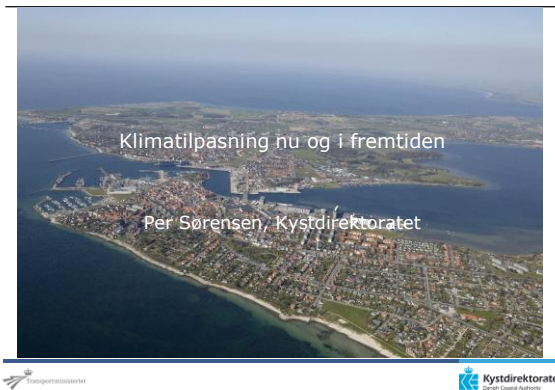 Klimatilpasning nu og i fremtiden
Per Sørensen, Kystdirektoratet
Transportministeriet
Kystdirektoratet
Danish Coastal Authority